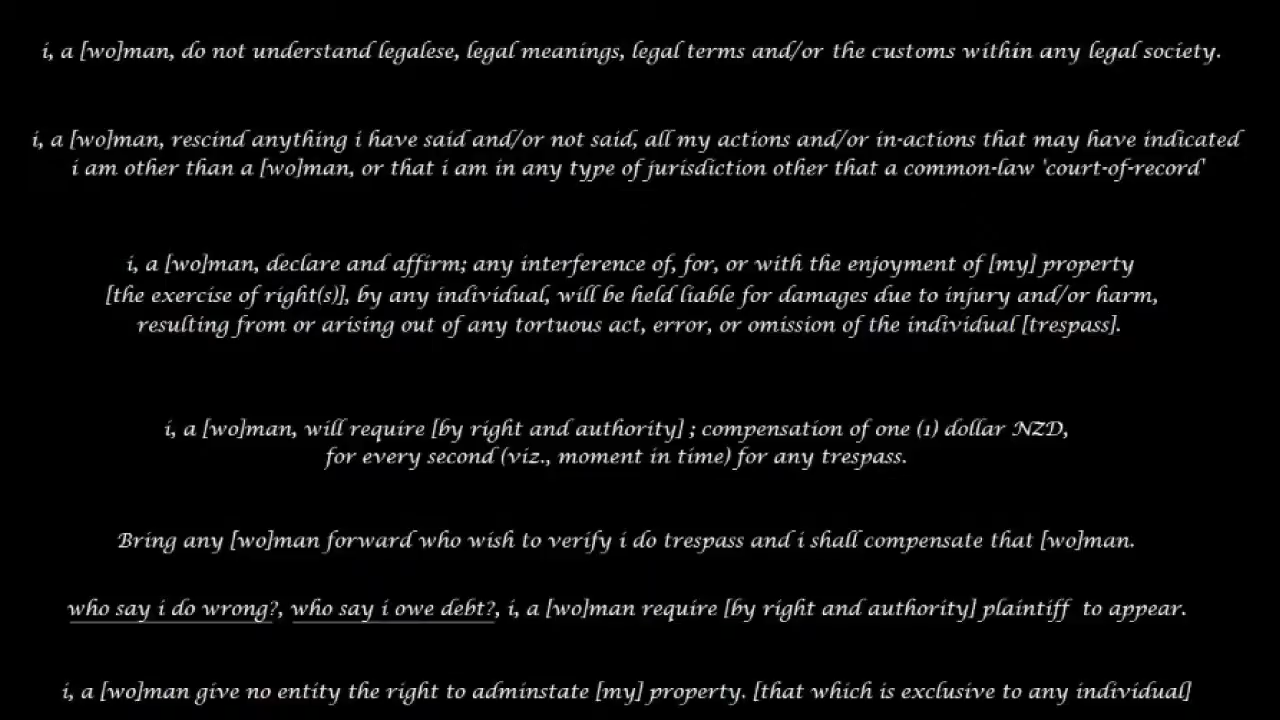 i, a [wo]man, do not understand legalese, legal meanings, legal terms and/or the customs within any legal society.
i, a [wo]man, rescind anything i have said and/or not said, all my actions and/or in-actions that may have indicated
i am other than a [wo]man, or that i am in any type of jurisdiction other that a common-law 'court-of-record'
i, a [wo]man, declare and affirm; any interference of, for, or with the enjoyment of [my] property
[the exercise of right(s)], by any individual, will be held liable for damages due to injury and/or harm,
resulting from or arising out of any tortuous act, error, or omission of the individual [trespass].
i, a [wo]man, will require [by right and authority] ; compensation of one (1) dollar NZD,
for every second (viz., moment in time) for any trespass.
Bring any [wo]man forward who wish to verify i do trespass and i shall compensate that [wo]man.
who say i do wrong?, who say i owe debt?, i, a [wo]man require [by right and authority] plaintiff to appear.
i, a [wo]man give no entity the right to adminstate [my] property. [that which is exclusive to any individual]